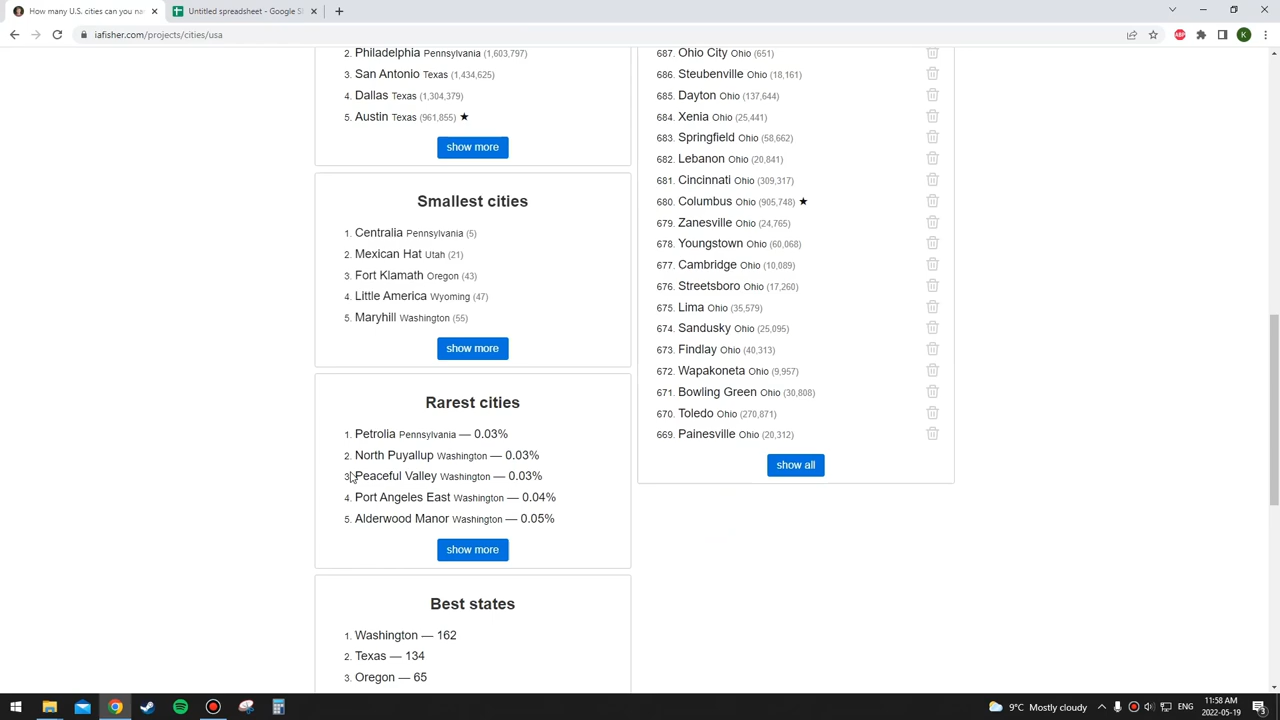 How many U.S. cities can you na
Untitled spreadsheet - Google S
iafisher.com/projects/cities/usa
ABP
K
2. Philadelphia Pennsylvania (1,603,797)
3. San Antonio Texas (1,434,625)
4. Dallas Texas (1,304,379)
5. Austin Texas (961,855) ★
show more
Smallest cities
1. Centralia Pennsylvania (5)
2. Mexican Hat Utah (21)
3. Fort Klamath Oregon (43)
4. Little America Wyoming (47)
5. Maryhill Washington (55)
show more
Rarest cities
1. Petrolia Pennsylvania — 0.03%
2. North Puyallup Washington — 0.03%
3. Peaceful Valley Washington — 0.03%
4. Port Angeles East Washington — 0.04%
5. Alderwood Manor Washington — 0.05%
show more
Best states
1. Washington — 162
2. Texas — 134
3. Oregon — 65
687. Ohio City Ohio (651)
686. Steubenville Ohio (18,161)
685. Dayton Ohio (137,644)
684. Xenia Ohio (25,441)
683. Springfield Ohio (58,662)
682. Lebanon Ohio (20,841)
681. Cincinnati Ohio (309,317)
680. Columbus Ohio (905,748) ★
679. Zanesville Ohio (24,765)
678. Youngstown Ohio (60,068)
677. Cambridge Ohio (10,089)
676. Streetsboro Ohio (17,260)
675. Lima Ohio (35,579)
674. Sandusky Ohio (25,095)
673. Findlay Ohio (40,313)
672. Wapakoneta Ohio (9,957)
671. Bowling Green Ohio (30,808)
670. Toledo Ohio (270,871)
669. Painesville Ohio (20,312)
show all
9°C Mostly cloudy
ENG
11:58 AM
2022-05-19
3